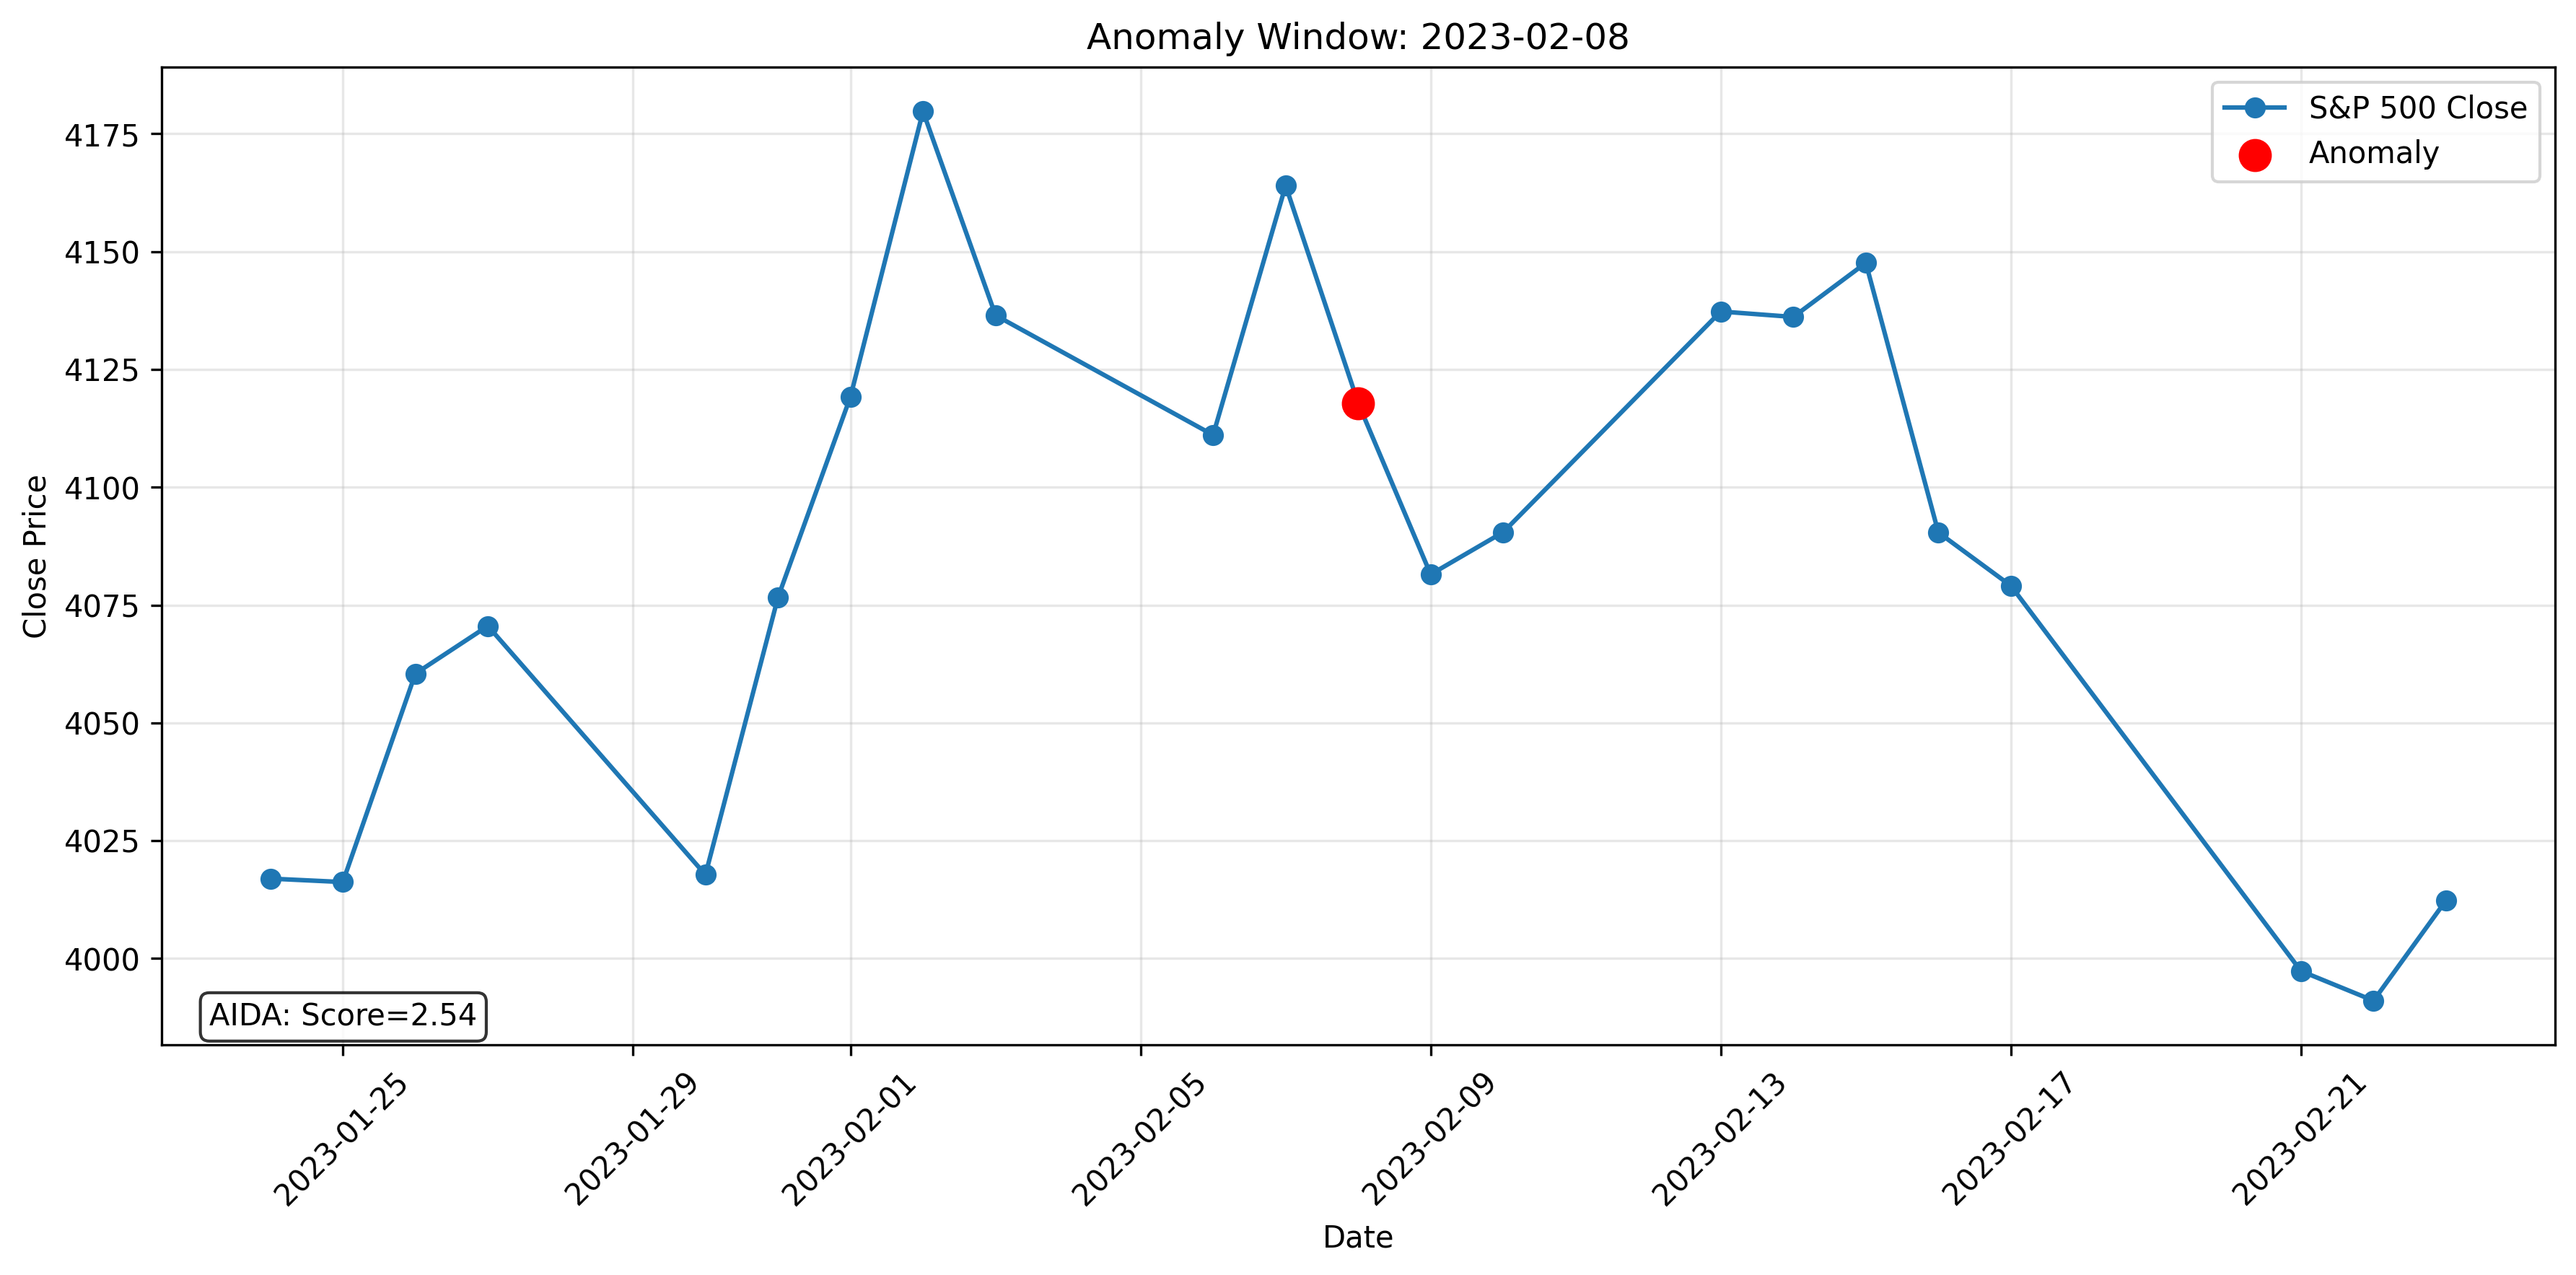 Anomaly Window: 2023-02-08
S&P 500 Close
Anomaly
Close Price
4175
4150
4125
4100
4075
4050
4025
4000
AIDA: Score=2.54
2023-01-25
2023-01-29
2023-02-01
2023-02-05
2023-02-09
2023-02-13
2023-02-17
2023-02-21
Date